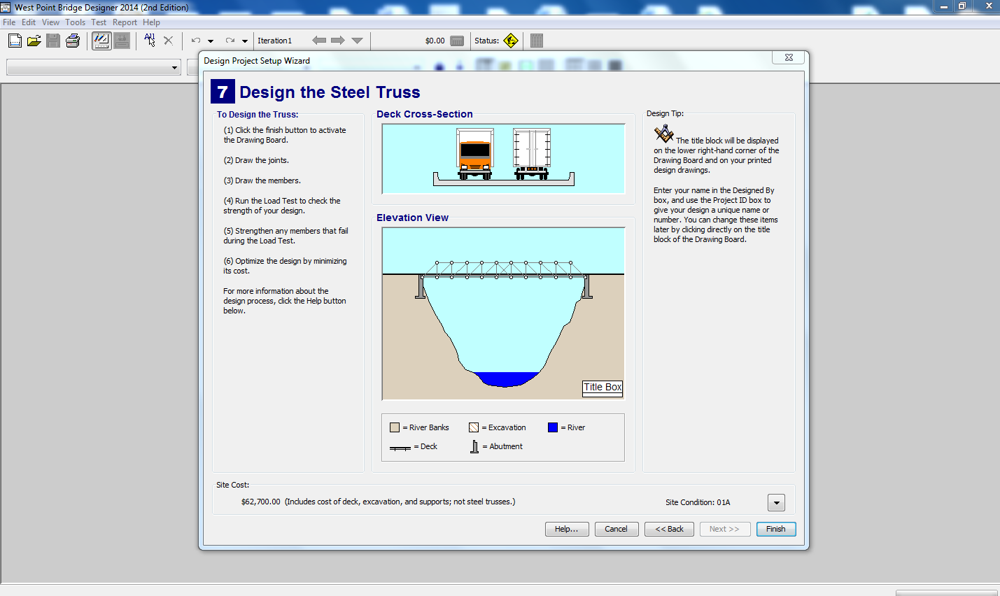 West Point Bridge Designer 2014 (2nd Edition)
File Edit View Tools Test Report Help
Iteration1 $0.00 Status:
Design Project Setup Wizard
7 Design the Steel Truss
To Design the Truss:
(1) Click the finish button to activate
the Drawing Board.
(2) Draw the joints.
(3) Draw the members.
(4) Run the Load Test to check the
strength of your design.
(5) Strengthen any members that fail
during the Load Test.
(6) Optimize the design by minimizing
its cost.
For more information about the
design process, click the Help button
below.
Deck Cross-Section
Elevation View
Title Box
= River Banks = Excavation = River
= Deck = Abutment
Design Tip:
The title block will be displayed
on the lower right-hand corner of the
Drawing Board and on your printed
design drawings.
Enter your name in the Designed By
box, and use the Project ID box to
give your design a unique name or
number. You can change these items
later by clicking directly on the title
block of the Drawing Board.
Site Cost:
$62,700.00 (Includes cost of deck, excavation, and supports; not steel trusses.) Site Condition: 01A
Help... Cancel << Back Next >> Finish